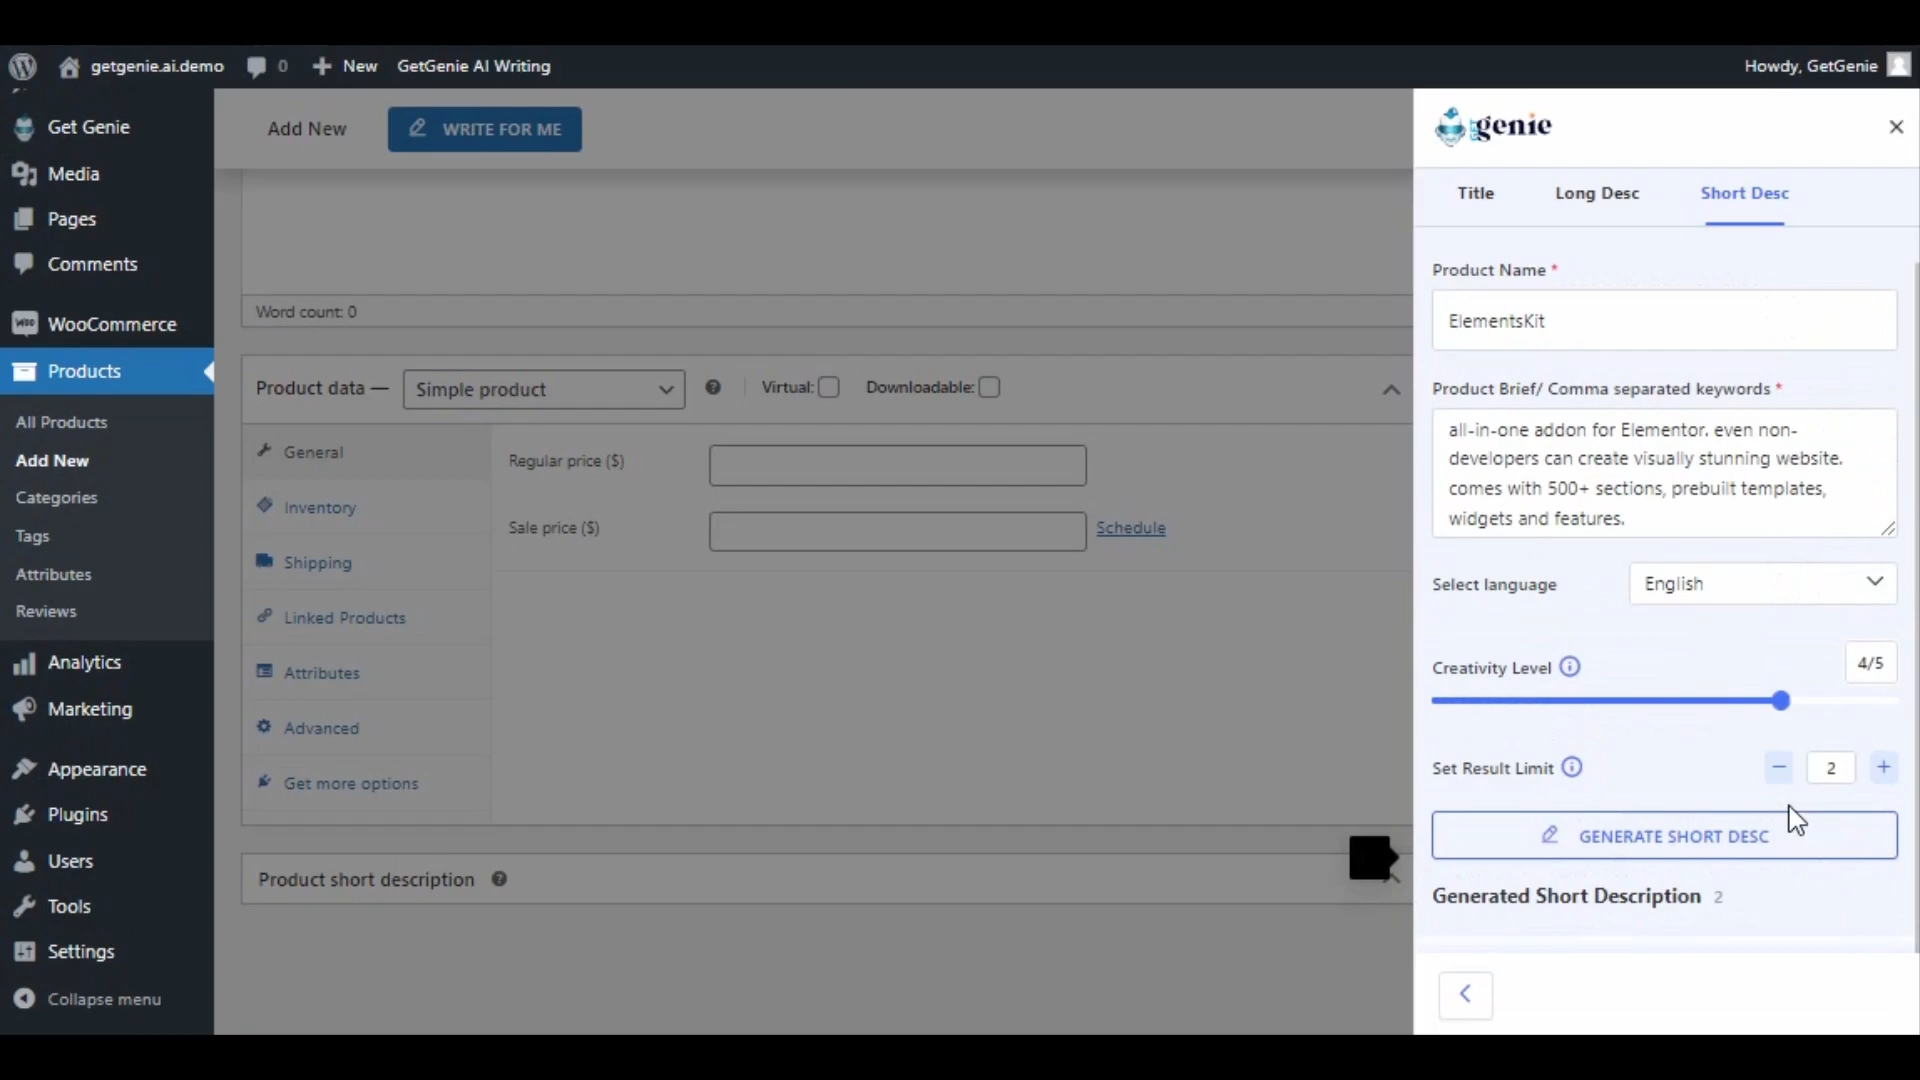 getgenie.ai.demo 0 New GetGenie AI Writing Howdy, GetGenie
Get Genie
Media
Pages
Comments
WooCommerce
Products
All Products
Add New
Categories
Tags
Attributes
Reviews
Analytics
Marketing
Appearance
Plugins
Users
Tools
Settings
Collapse menu
Add New WRITE FOR ME
Word count: 0
Product data — Simple product Virtual: Downloadable:
General
Inventory
Shipping
Linked Products
Attributes
Advanced
Get more options
Regular price ($)
Sale price ($) Schedule
Product short description
GET genie
Title Long Desc Short Desc
Product Name *
ElementsKit
Product Brief/ Comma separated keywords *
all-in-one addon for Elementor. even non-
developers can create visually stunning website.
comes with 500+ sections, prebuilt templates,
widgets and features.
Select language English
Creativity Level 4/5
Set Result Limit − 2 +
GENERATE SHORT DESC
Generated Short Description 2